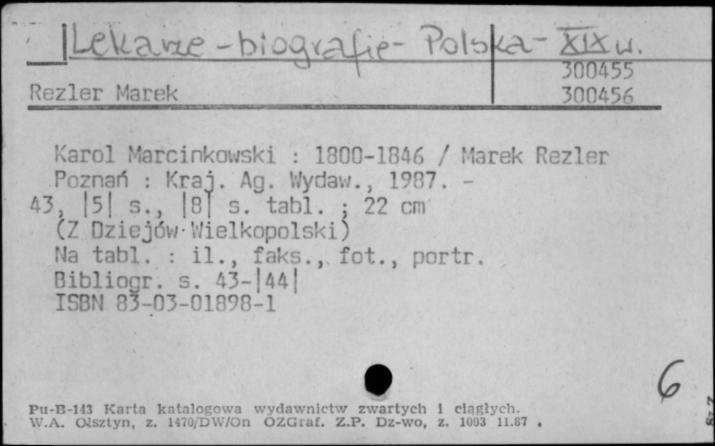 Lekarze - biografie - Polska - XIX w.
300455
Rezler Marek 300456
Karol Marcinkowski : 1800-1846 / Marek Rezler
Poznań : Kraj. Ag. Wydaw., 1987. -
43, |5| s., |8| s. tabl. ; 22 cm
(Z Dziejów Wielkopolski)
Na tabl. : il., faks., fot., portr.
Bibliogr. s. 43-|44|
ISBN 83-03-01898-1
6
Pu-B-143 Karta katalogowa wydawnictw zwartych i ciągłych.
W.A. Olsztyn, z. 1470/DW/On OZGraf. Z.P. Dz-wo, z. 1003 11.87